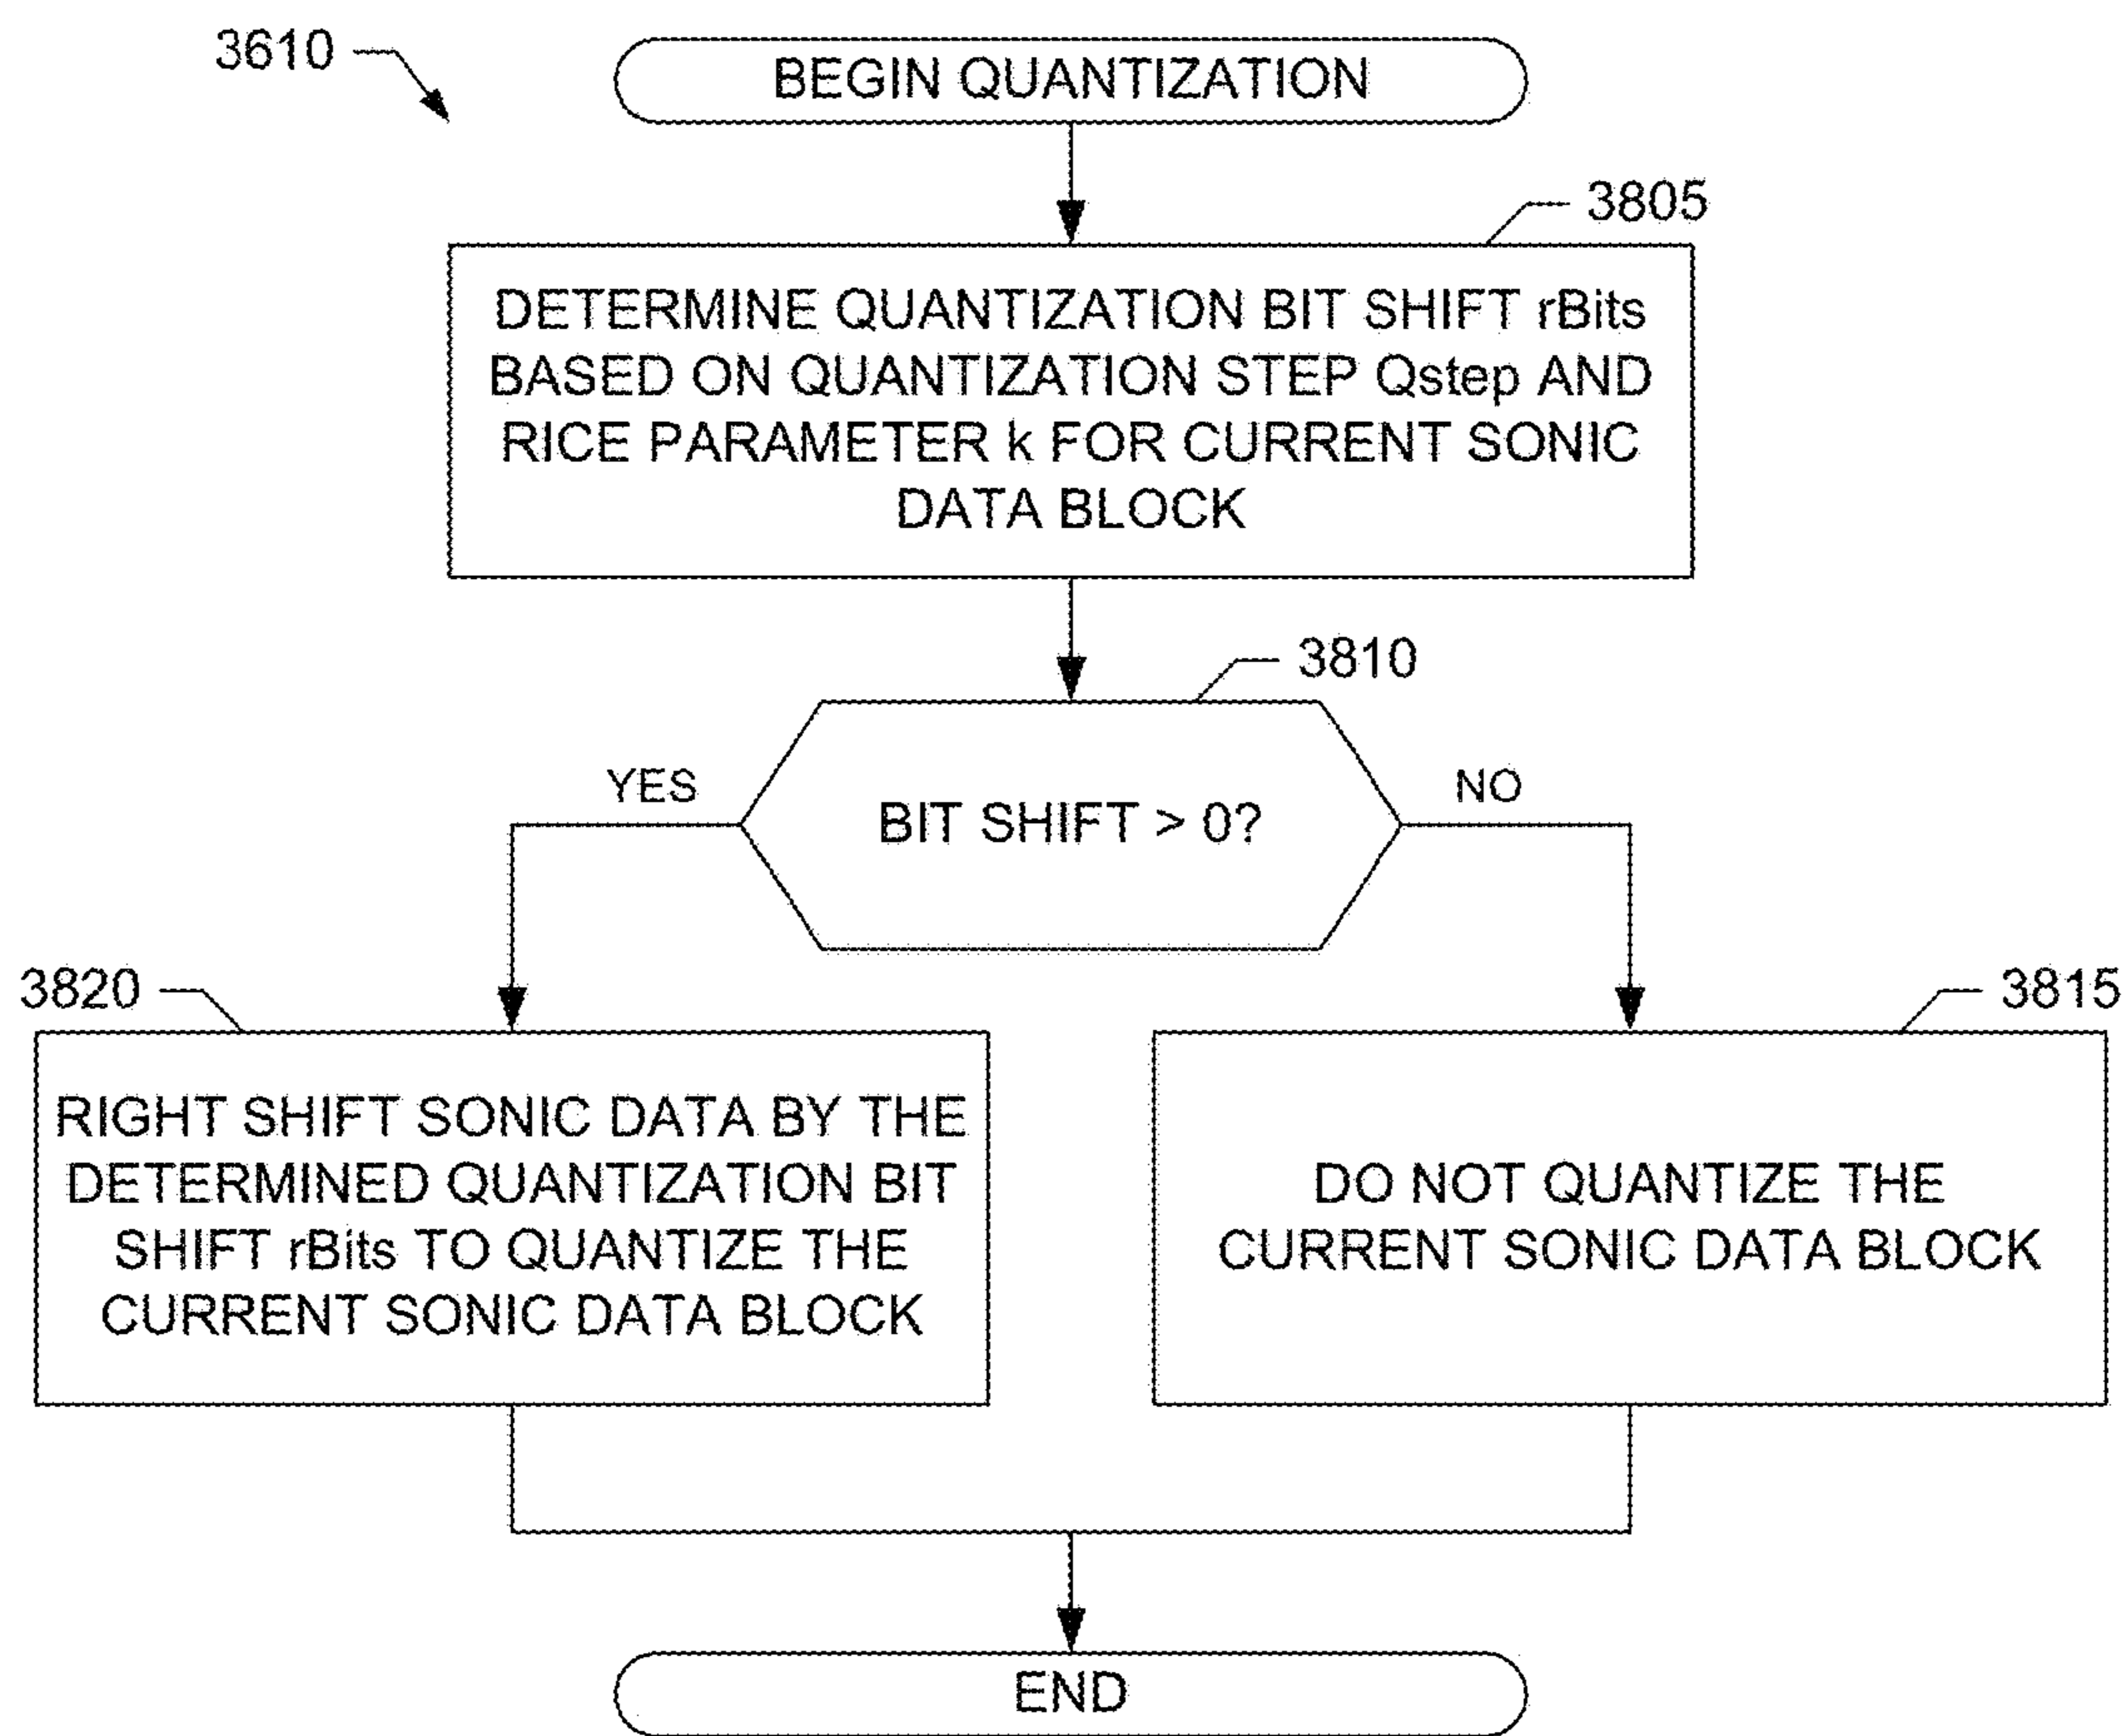 3610
BEGIN QUANTIZATION
3805
DETERMINE QUANTIZATION BIT SHIFT rBits
BASED ON QUANTIZATION STEP Qstep AND
RICE PARAMETER k FOR CURRENT SONIC
DATA BLOCK
3810
YES
BIT SHIFT > 0?
NO
3820
RIGHT SHIFT SONIC DATA BY THE
DETERMINED QUANTIZATION BIT
SHIFT rBits TO QUANTIZE THE
CURRENT SONIC DATA BLOCK
3815
DO NOT QUANTIZE THE
CURRENT SONIC DATA BLOCK
END